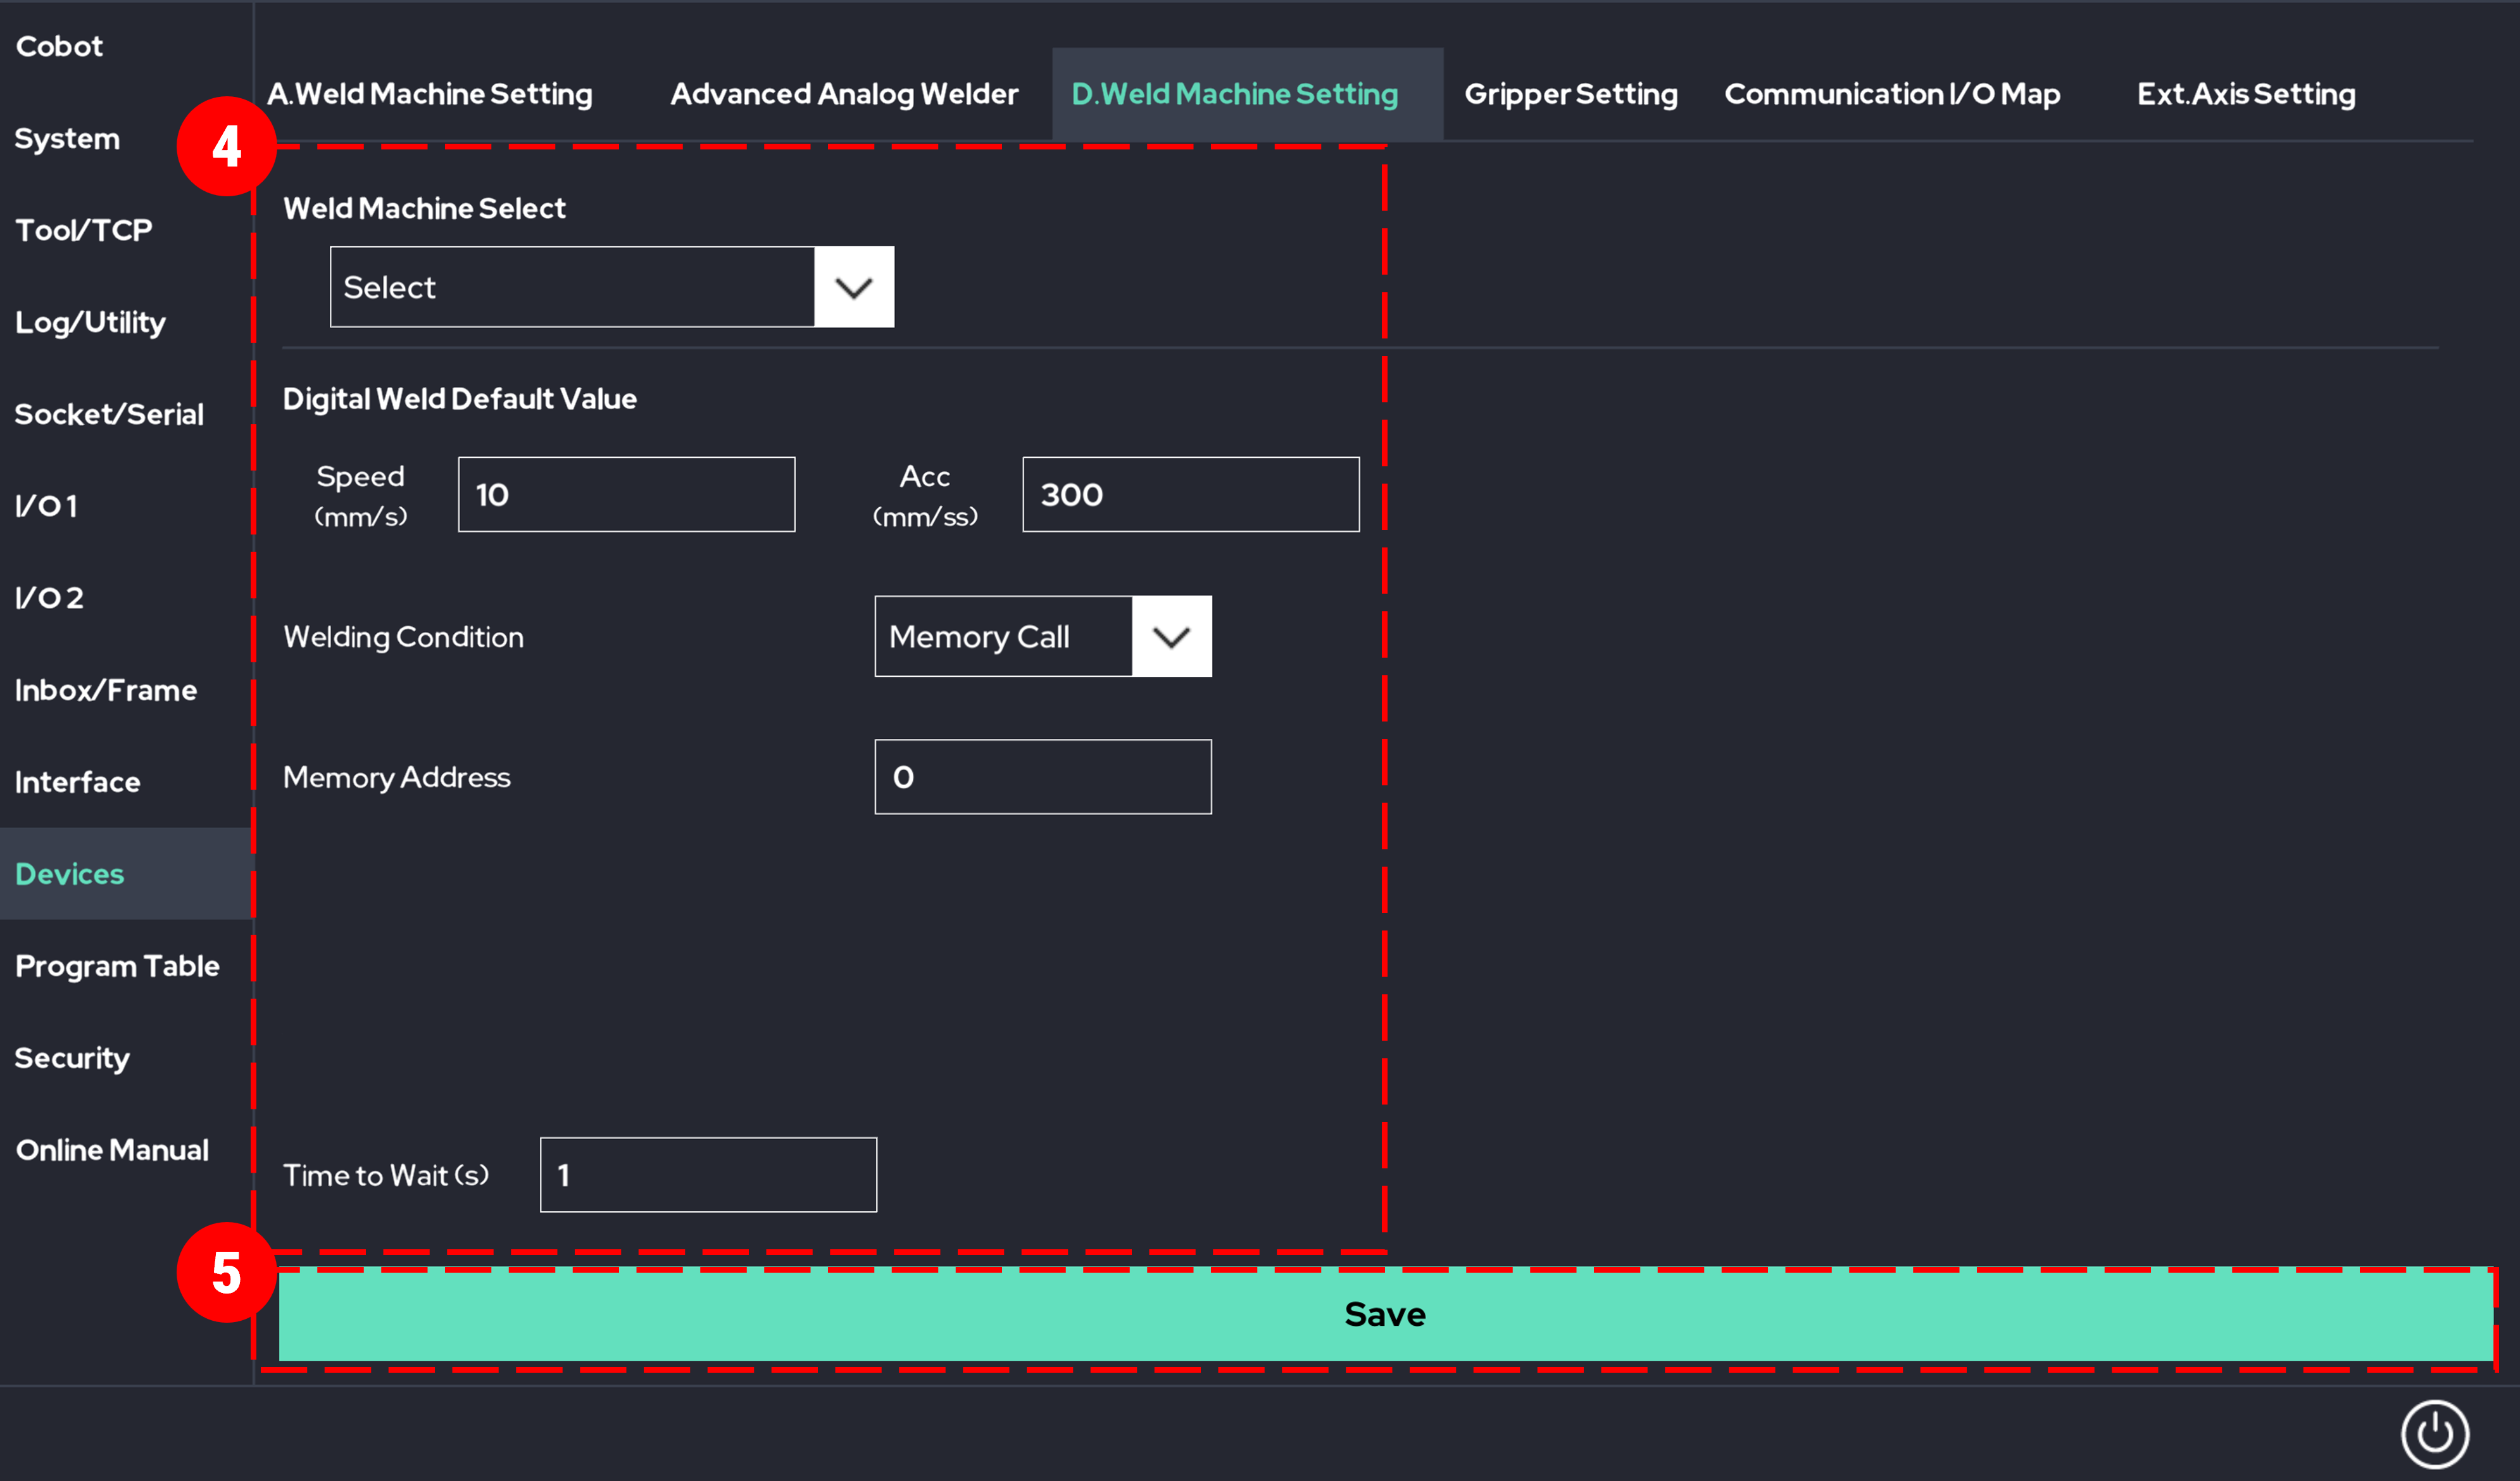 Cobot
System
Tool/TCP
Log/Utility
Socket/Serial
I/O 1
I/O 2
Inbox/Frame
Interface
Devices
Program Table
Security
Online Manual
A.Weld Machine Setting
Advanced Analog Welder
D.Weld Machine Setting
Gripper Setting
Communication I/O Map
Ext.Axis Setting
4
Weld Machine Select
Select
Digital Weld Default Value
Speed
(mm/s)
10
Acc
(mm/ss)
300
Welding Condition
Memory Call
Memory Address
0
Time to Wait (s)
1
5
Save